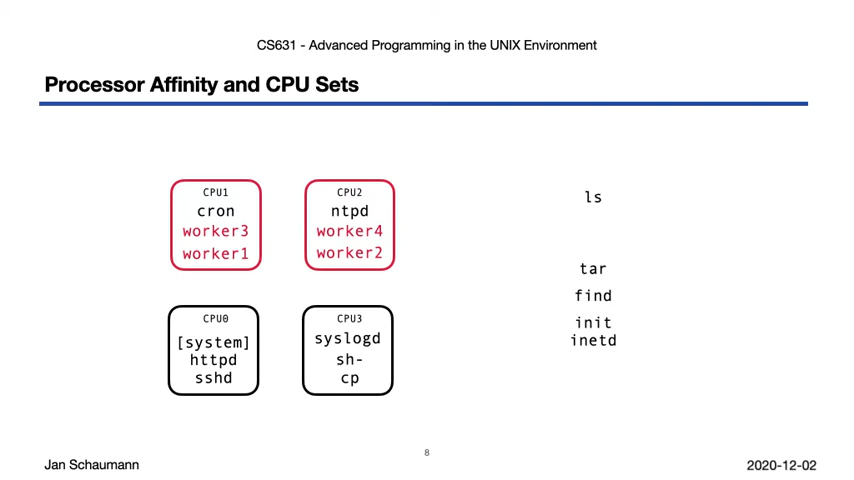 CS631 - Advanced Programming in the UNIX Environment
Processor Affinity and CPU Sets
CPU1
cron
worker3
worker1
CPU2
ntpd
worker4
worker2
CPU0
[system]
httpd
sshd
CPU3
syslogd
sh-
cp
ls
tar
find
init
inetd
Jan Schaumann
8
2020-12-02